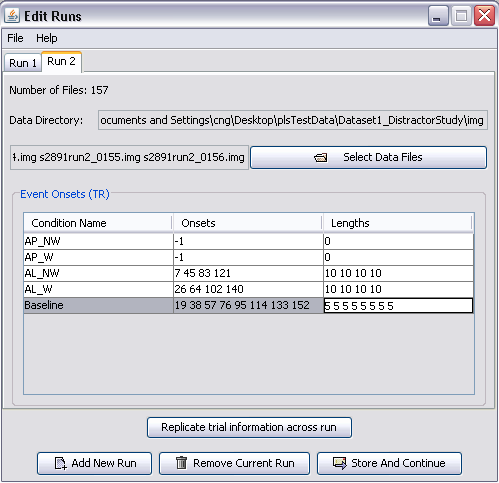 Edit Runs
File Help
Run 1 Run 2
Number of Files: 157
Data Directory: ocuments and Settings\cng\Desktop\plsTestData\Dataset1_DistractorStudy\img
4.img s2891run2_0155.img s2891run2_0156.img Select Data Files
Event Onsets (TR)
Condition Name Onsets Lengths
AP_NW -1 0
AP_W -1 0
AL_NW 7 45 83 121 10 10 10 10
AL_W 26 64 102 140 10 10 10 10
Baseline 19 38 57 76 95 114 133 152 5 5 5 5 5 5 5 5
Replicate trial information across run
Add New Run Remove Current Run Store And Continue